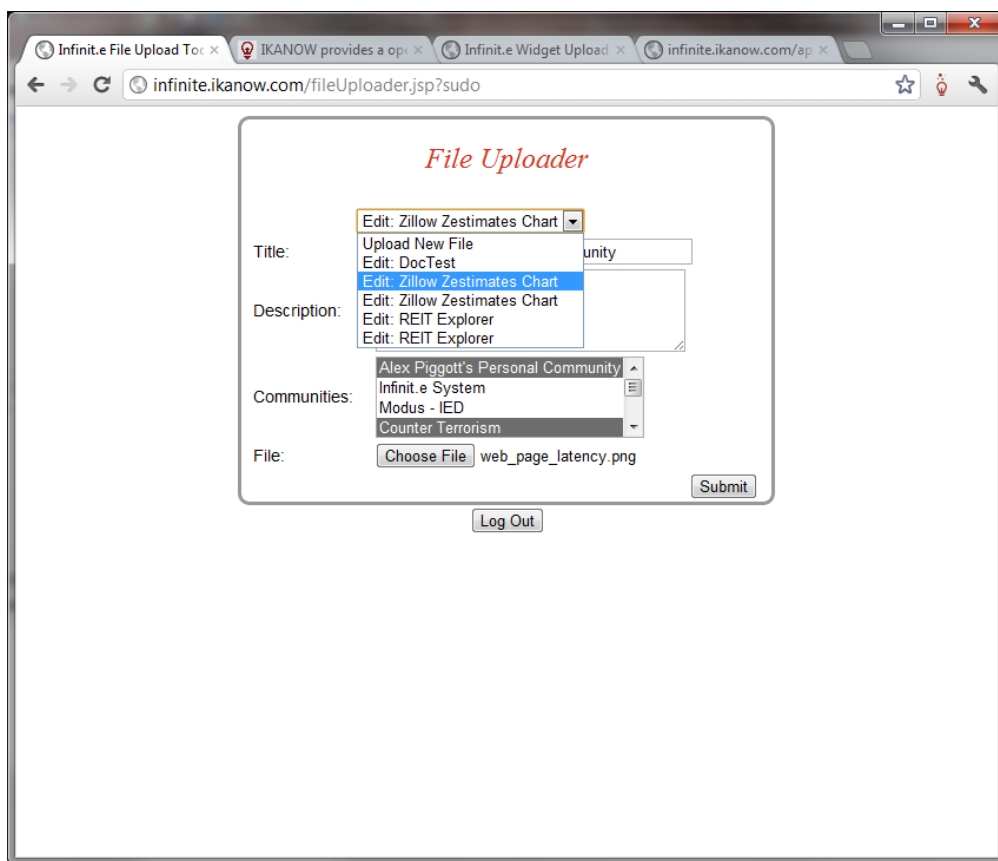 Infinit.e File Upload Too
IKANOW provides a ope
Infinit.e Widget Upload
infinite.ikanow.com/ap
infinite.ikanow.com/fileUploader.jsp?sudo
File Uploader
Edit: Zillow Zestimates Chart
Upload New File
Edit: DocTest
Edit: Zillow Zestimates Chart
Edit: Zillow Zestimates Chart
Edit: REIT Explorer
Edit: REIT Explorer
Title:
unity
Description:
Communities:
Alex Piggott's Personal Community
Infinit.e System
Modus - IED
Counter Terrorism
File:
Choose File web_page_latency.png
Submit
Log Out